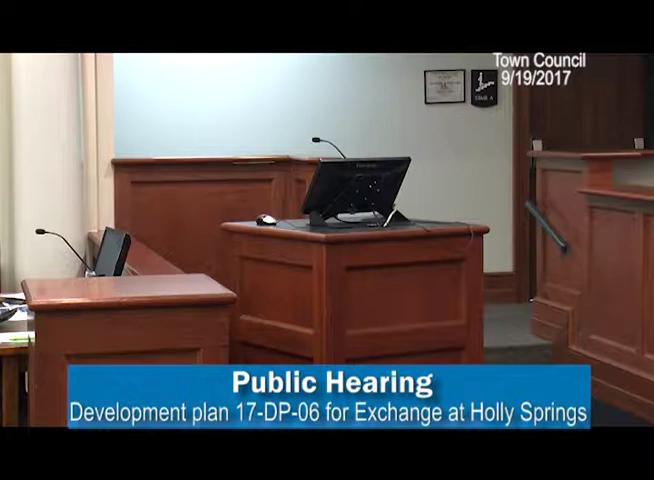 Town Council
9/19/2017
Public Hearing
Development plan 17-DP-06 for Exchange at Holly Springs